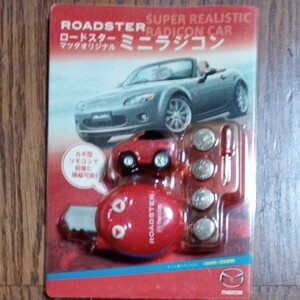 ROADSTER
SUPER REALISTIC
RADICON CAR
ロードスター
マツダオリジナル
ミニラジコン
カギ型
リモコンで
前後に
操縦可能!
ROADSTER